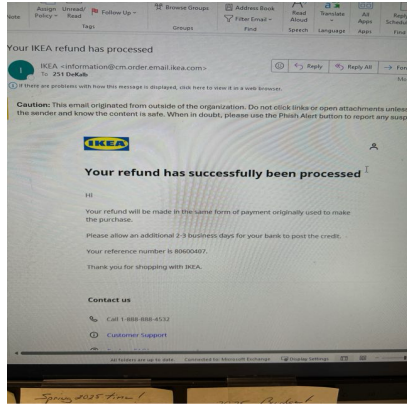 Assign Policy Unread/ Read Follow Up Browse Groups Address Book Filter Email Read Aloud Translate All Apps
Tags Groups Find Speech Language Apps Find
Your IKEA refund has processed
IKEA <information@cm.order.email.ikea.com>
Reply Reply All
To 251 DeKalb
If there are problems with how this message is displayed, click here to view it in a web browser.
Caution: This email originated from outside of the organization. Do not click links or open attachments unless
the sender and know the content is safe. When in doubt, please use the Phish Alert button to report any
IKEA
Your refund has successfully been processed
Hi
Your refund will be made in the same form of payment originally used to make
the purchase.
Please allow an additional 2-3 business days for your bank to post the credit.
Your reference number is 80600407.
Thank you for shopping with IKEA.
Contact us
Call 1-888-888-4532
Customer Support
All folders are up to date. Connected to: Microsoft Exchange Display Settings
Spring 2025 time!